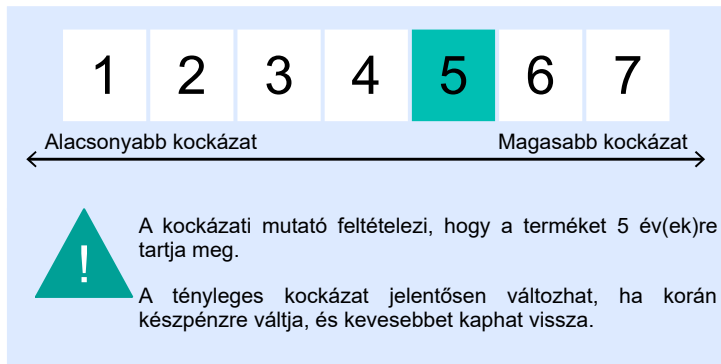 1 2 3 4 5 6 7
Alacsonyabb kockázat Magasabb kockázat
! A kockázati mutató feltételezi, hogy a terméket 5 év(ek)re
tartja meg.
A tényleges kockázat jelentősen változhat, ha korán
készpénzre váltja, és kevesebbet kaphat vissza.